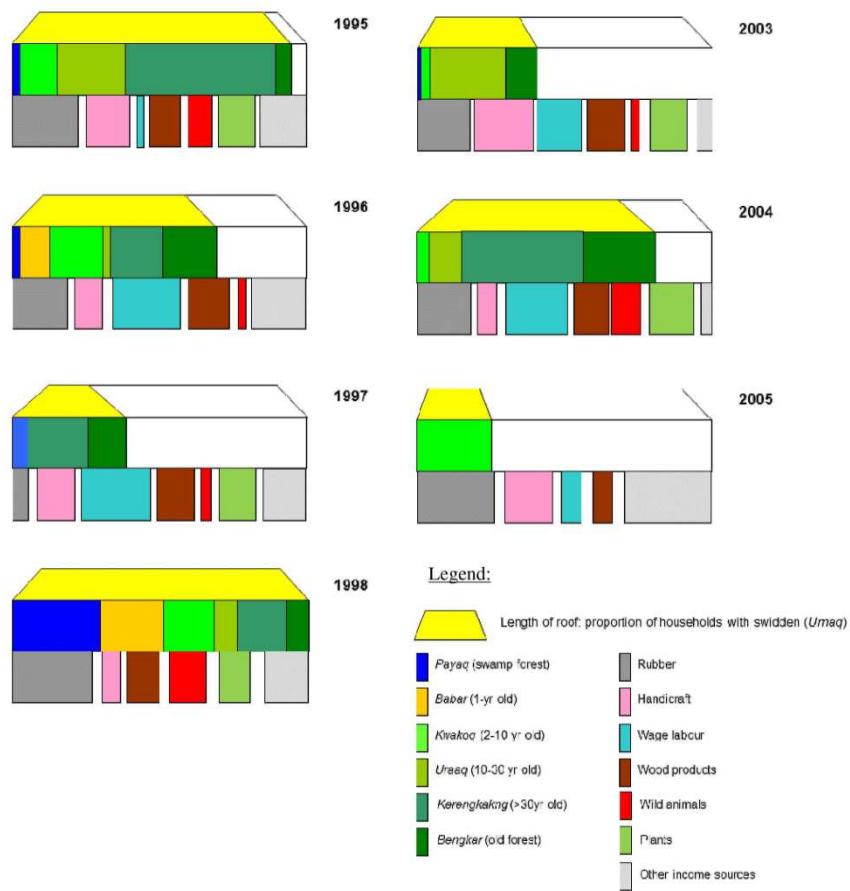 1995
2003
1996
2004
1997
2005
1998
Legend:
Length of roof: proportion of households with swidden (Umaq)
Payaq (swamp forest)
Babar (1-yr old)
Kwakoq (2-10 yr old)
Uraaq (10-30 yr old)
Karengkakng (>30yr old)
Bengkar (old forest)
Rubber
Handicraft
Wage labour
Wood products
Wild animals
Plants
Other income sources